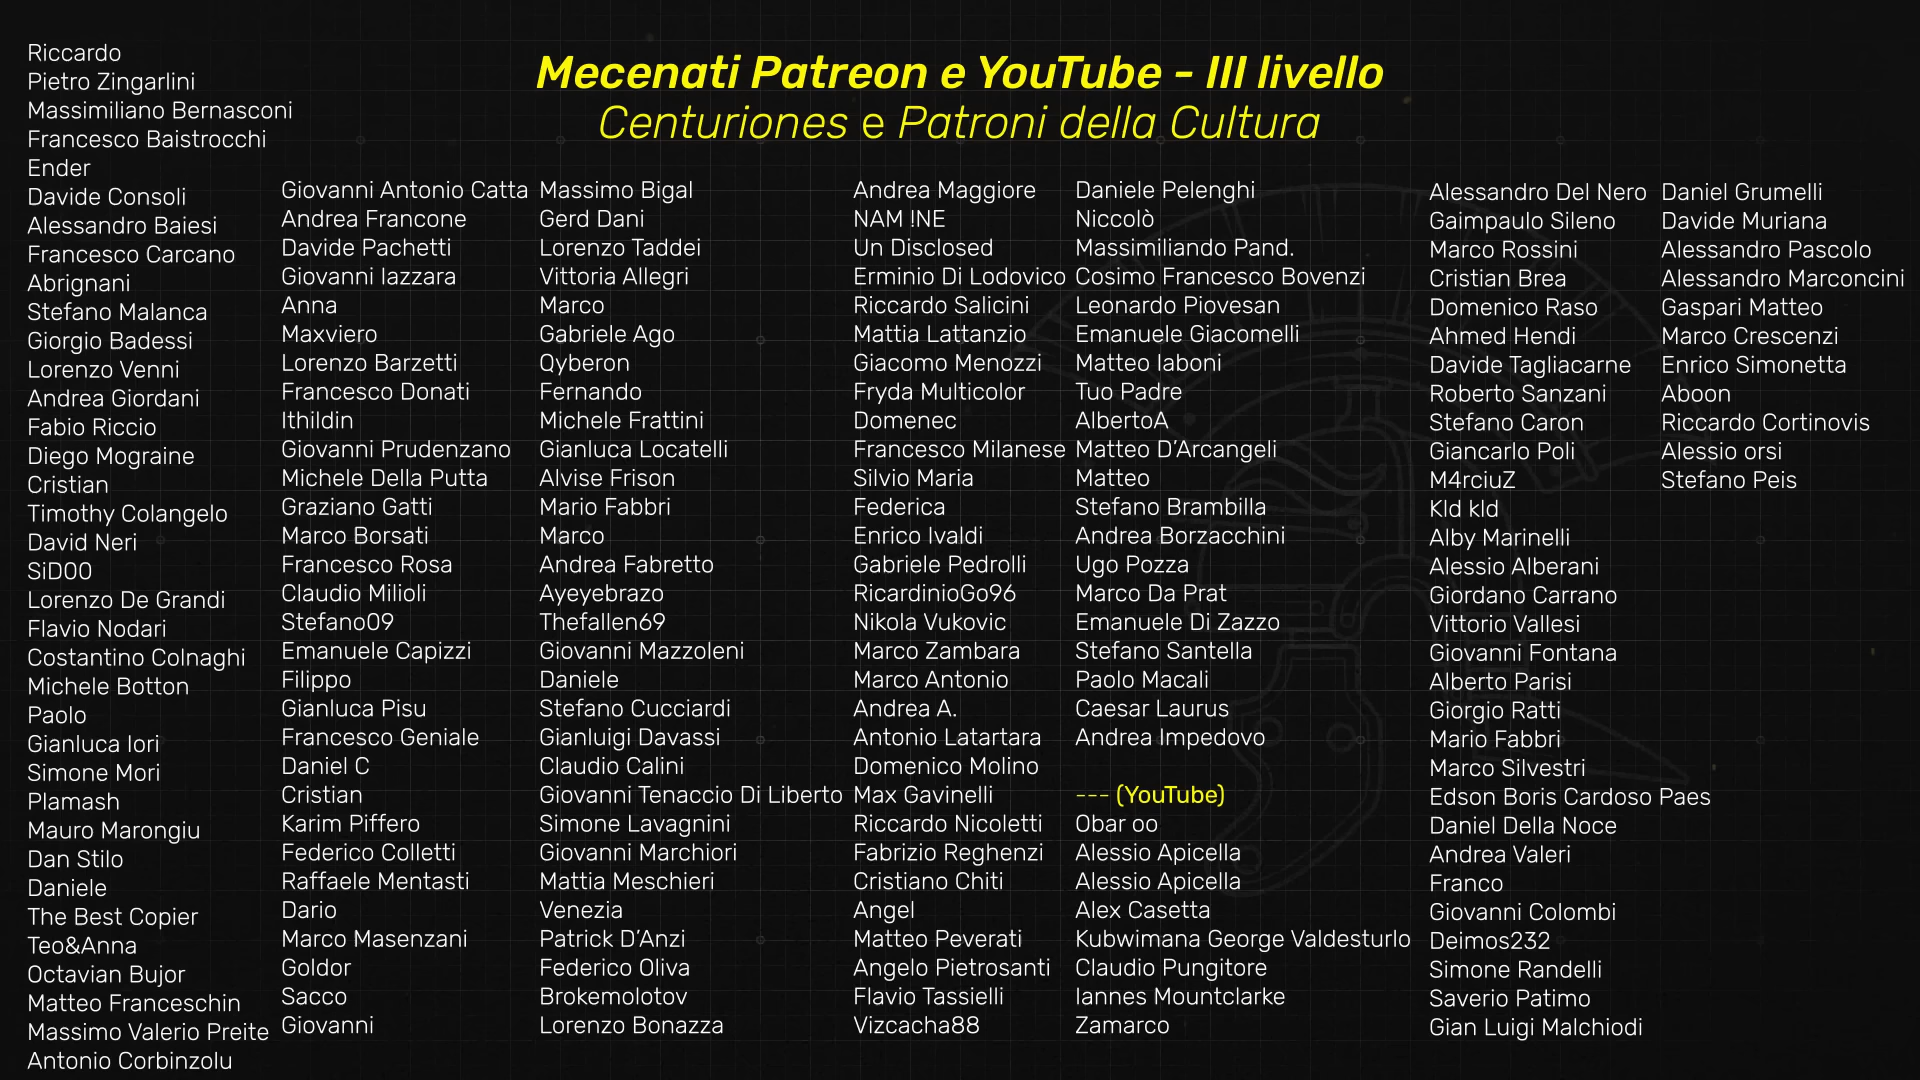 Mecenati Patreon e YouTube - III livello
Centuriones e Patroni della Cultura
Riccardo
Pietro Zingarlini
Massimiliano Bernasconi
Francesco Baistrocchi
Ender
Davide Consoli
Alessandro Baiesi
Francesco Carcano
Abrignani
Stefano Malanca
Giorgio Badessi
Lorenzo Venni
Andrea Giordani
Fabio Riccio
Diego Mograine
Cristian
Timothy Colangelo
David Neri
SiD00
Lorenzo De Grandi
Flavio Nodari
Costantino Colnaghi
Michele Botton
Paolo
Gianluca Iori
Simone Mori
Plamash
Mauro Marongiu
Dan Stilo
Daniele
The Best Copier
Teo&Anna
Octavian Bujor
Matteo Franceschin
Massimo Valerio Preite
Antonio Corbinzolu
Giovanni Antonio Catta
Andrea Francone
Davide Pachetti
Giovanni Iazzara
Anna
Maxviero
Lorenzo Barzetti
Francesco Donati
Ithildin
Giovanni Prudenzano
Michele Della Putta
Graziano Gatti
Marco Borsati
Francesco Rosa
Claudio Milioli
Stefano09
Emanuele Capizzi
Filippo
Gianluca Pisu
Francesco Geniale
Daniel C
Cristian
Karim Piffero
Federico Colletti
Raffaele Mentasti
Dario
Marco Masenzani
Goldor
Sacco
Giovanni
Massimo Bigal
Gerd Dani
Lorenzo Taddei
Vittoria Allegri
Marco
Gabriele Ago
Qyberon
Fernando
Michele Frattini
Gianluca Locatelli
Alvise Frison
Mario Fabbri
Marco
Andrea Fabretto
Ayeyebrazo
Thefallen69
Giovanni Mazzoleni
Daniele
Stefano Cucciardi
Gianluigi Davassi
Claudio Calini
Giovanni Tenaccio Di Liberto
Simone Lavagnini
Giovanni Marchiori
Mattia Meschieri
Venezia
Patrick D'Anzi
Federico Oliva
Brokemolotov
Lorenzo Bonazza
Andrea Maggiore
NAM !NE
Un Disclosed
Erminio Di Lodovico
Riccardo Salicini
Mattia Lattanzio
Giacomo Menozzi
Fryda Multicolor
Domenec
Francesco Milanese
Silvio Maria
Federica
Enrico Ivaldi
Gabriele Pedrolli
RicardinioGo96
Nikola Vukovic
Marco Zambara
Marco Antonio
Andrea A.
Antonio Latartara
Domenico Molino
Max Gavinelli
Riccardo Nicoletti
Fabrizio Reghenzi
Cristiano Chiti
Angel
Matteo Peverati
Angelo Pietrosanti
Flavio Tassielli
Vizcacha88
Daniele Pelenghi
Niccolò
Massimiliando Pand.
Cosimo Francesco Bovenzi
Leonardo Piovesan
Emanuele Giacomelli
Matteo Iaboni
Tuo Padre
AlbertoA
Matteo D'Arcangeli
Matteo
Stefano Brambilla
Andrea Borzacchini
Ugo Pozza
Marco Da Prat
Emanuele Di Zazzo
Stefano Santella
Paolo Macali
Caesar Laurus
Andrea Impedovo
--- (YouTube)
Obar oo
Alessio Apicella
Alessio Apicella
Alex Casetta
Kubwimana George Valdesturlo
Claudio Pungitore
Iannes Mountclarke
Zamarco
Alessandro Del Nero
Gaimpaulo Sileno
Marco Rossini
Cristian Brea
Domenico Raso
Ahmed Hendi
Davide Tagliacarne
Roberto Sanzani
Stefano Caron
Giancarlo Poli
M4rciuZ
Kld kld
Alby Marinelli
Alessio Alberani
Giordano Carrano
Vittorio Vallesi
Giovanni Fontana
Alberto Parisi
Giorgio Ratti
Mario Fabbri
Marco Silvestri
Edson Boris Cardoso Paes
Daniel Della Noce
Andrea Valeri
Franco
Giovanni Colombi
Deimos232
Simone Randelli
Saverio Patimo
Gian Luigi Malchiodi
Daniel Grumelli
Davide Muriana
Alessandro Pascolo
Alessandro Marconcini
Gaspari Matteo
Marco Crescenzi
Enrico Simonetta
Aboon
Riccardo Cortinovis
Alessio orsi
Stefano Peis